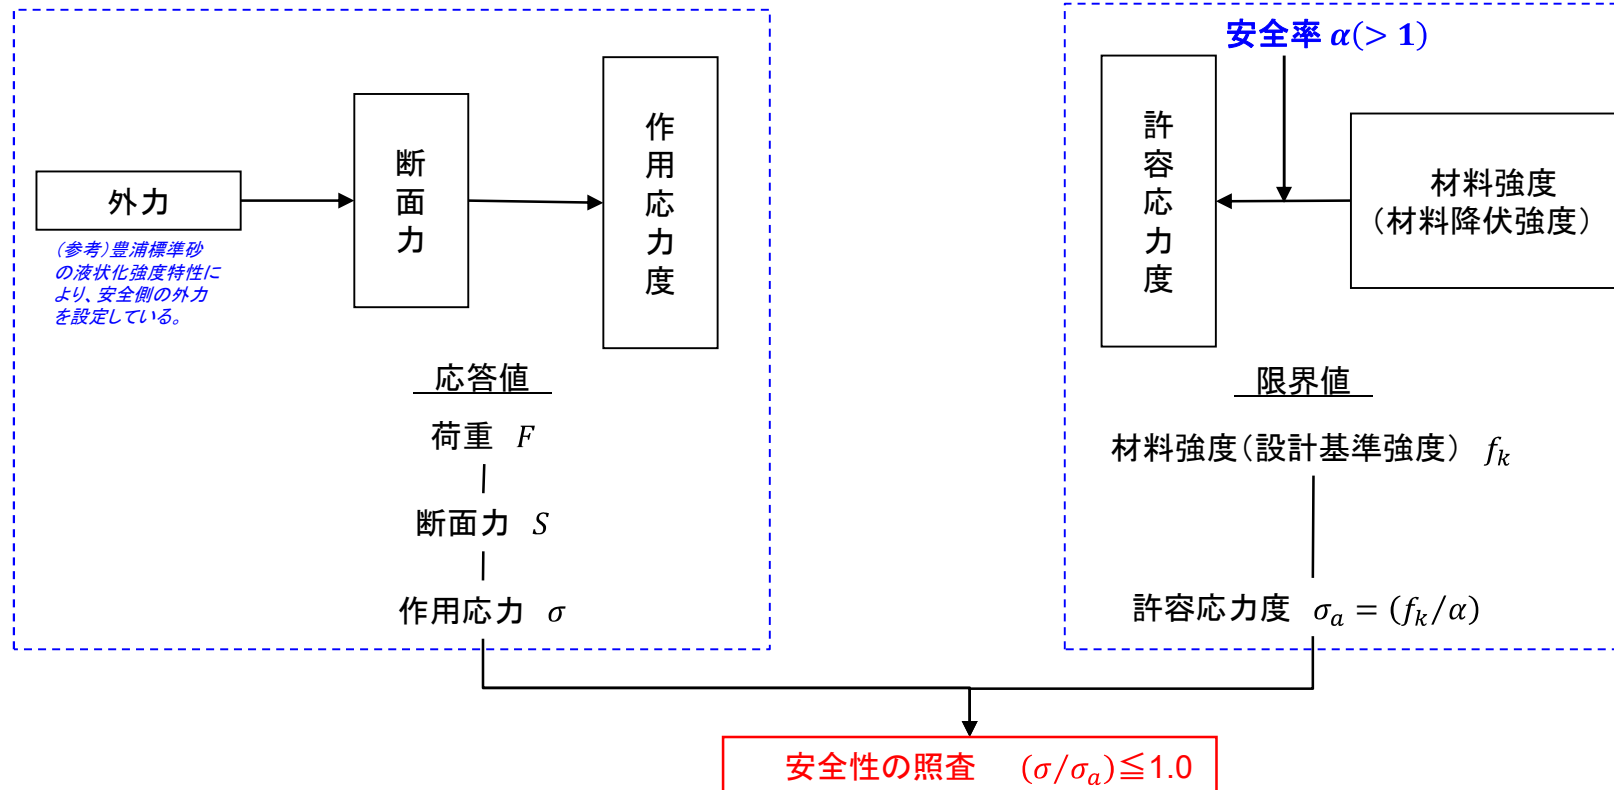 外力
(参考)豊浦標準砂
の液状化強度特性に
より、安全側の外力
を設定している。
断面力
作用応力度
応答値
荷重 F
断面力 S
作用応力 σ
安全率 α(> 1)
許容応力度
材料強度
(材料降伏強度)
限界値
材料強度(設計基準強度) f_k
許容応力度 σ_a = (f_k/α)
安全性の照査 (σ/σ_a)≦1.0